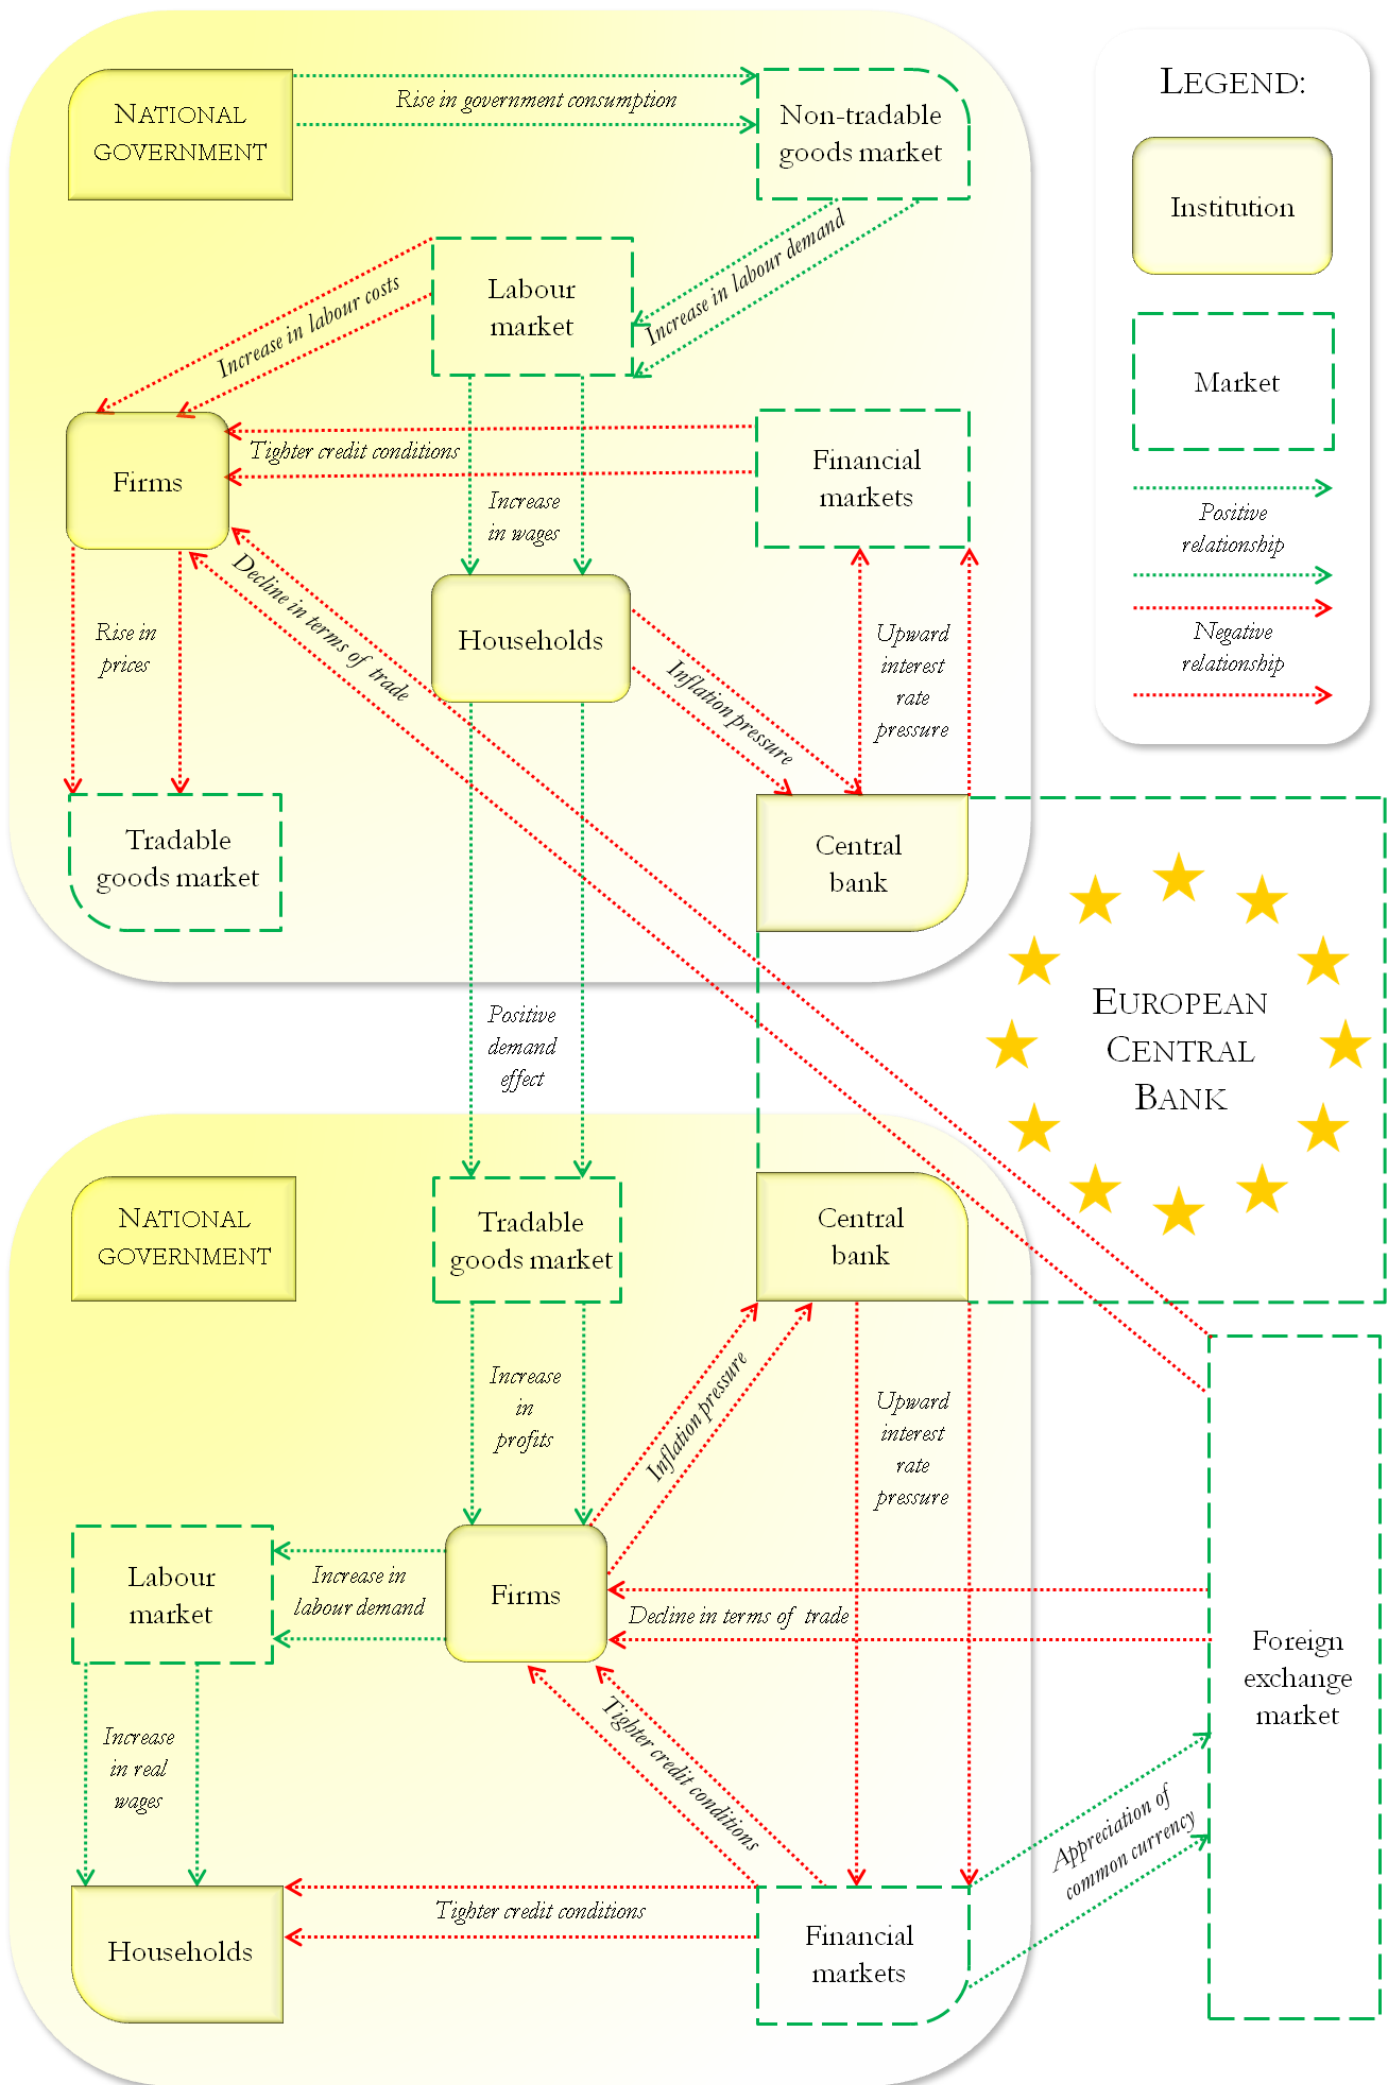 NATIONAL
GOVERNMENT
Rise in government consumption
Non-tradable
goods market
Increase in labour demand
Labour
market
Increase in labour costs
Firms
Tighter credit conditions
Financial
markets
Increase
in wages
Decline in terms of trade
Households
Rise in
prices
Inflation pressure
Upward
interest
rate
pressure
Tradable
goods market
Central
bank
LEGEND:
Institution
Market
Positive
relationship
Negative
relationship
EUROPEAN
CENTRAL
BANK
Positive
demand
effect
NATIONAL
GOVERNMENT
Tradable
goods market
Central
bank
Increase
in
profits
Inflation pressure
Upward
interest
rate
pressure
Labour
market
Increase in
labour demand
Firms
Decline in terms of trade
Foreign
exchange
market
Increase
in real
wages
Tighter credit conditions
Appreciation of
common currency
Households
Tighter credit conditions
Financial
markets